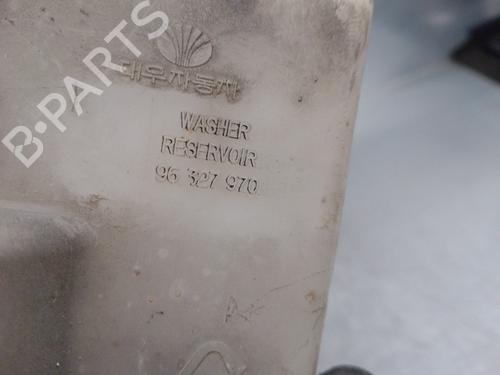 B-PARTS
대우자동차
WASHER
RESERVOIR
96 327 970